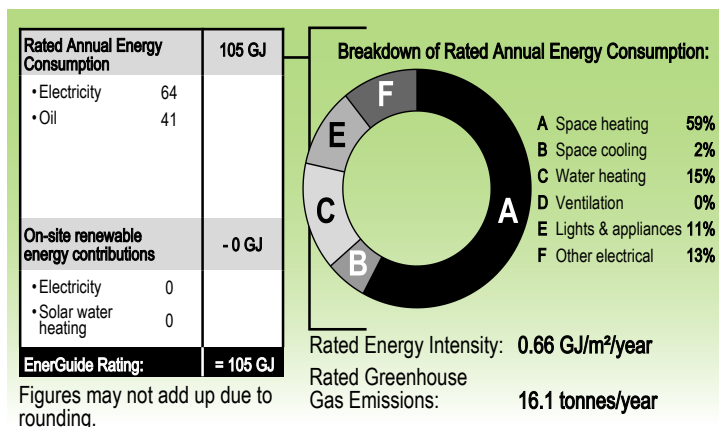 Rated Annual Energy
Consumption
105 GJ
• Electricity 64
• Oil 41
On-site renewable
energy contributions
- 0 GJ
• Electricity 0
• Solar water
heating
0
EnerGuide Rating: = 105 GJ
Figures may not add up due to
rounding.
Breakdown of Rated Annual Energy Consumption:
F
E
C
B
A
A Space heating 59%
B Space cooling 2%
C Water heating 15%
D Ventilation 0%
E Lights & appliances 11%
F Other electrical 13%
Rated Energy Intensity: 0.66 GJ/m²/year
Rated Greenhouse
Gas Emissions: 16.1 tonnes/year